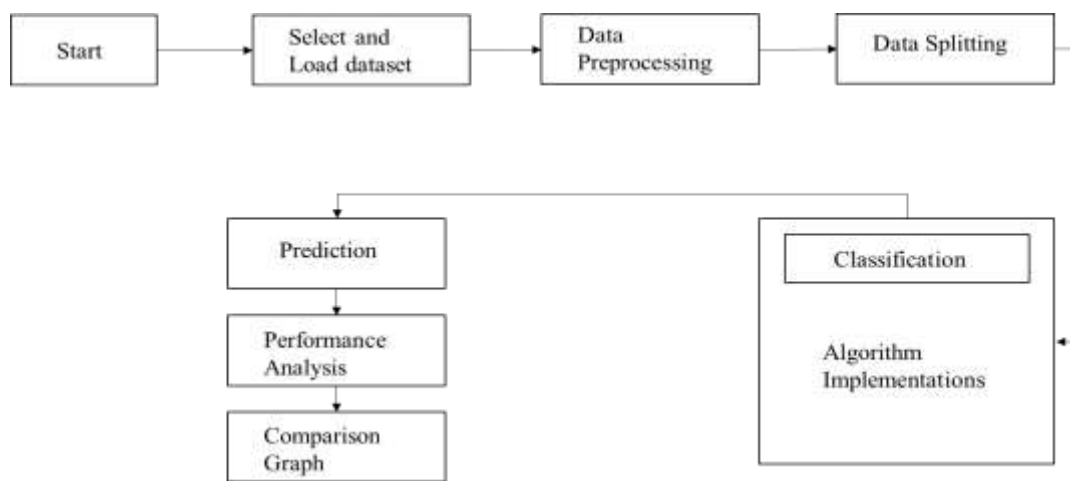 Start
Select and
Load dataset
Data
Preprocessing
Data Splitting
Classification
Algorithm
Implementations
Prediction
Performance
Analysis
Comparison
Graph